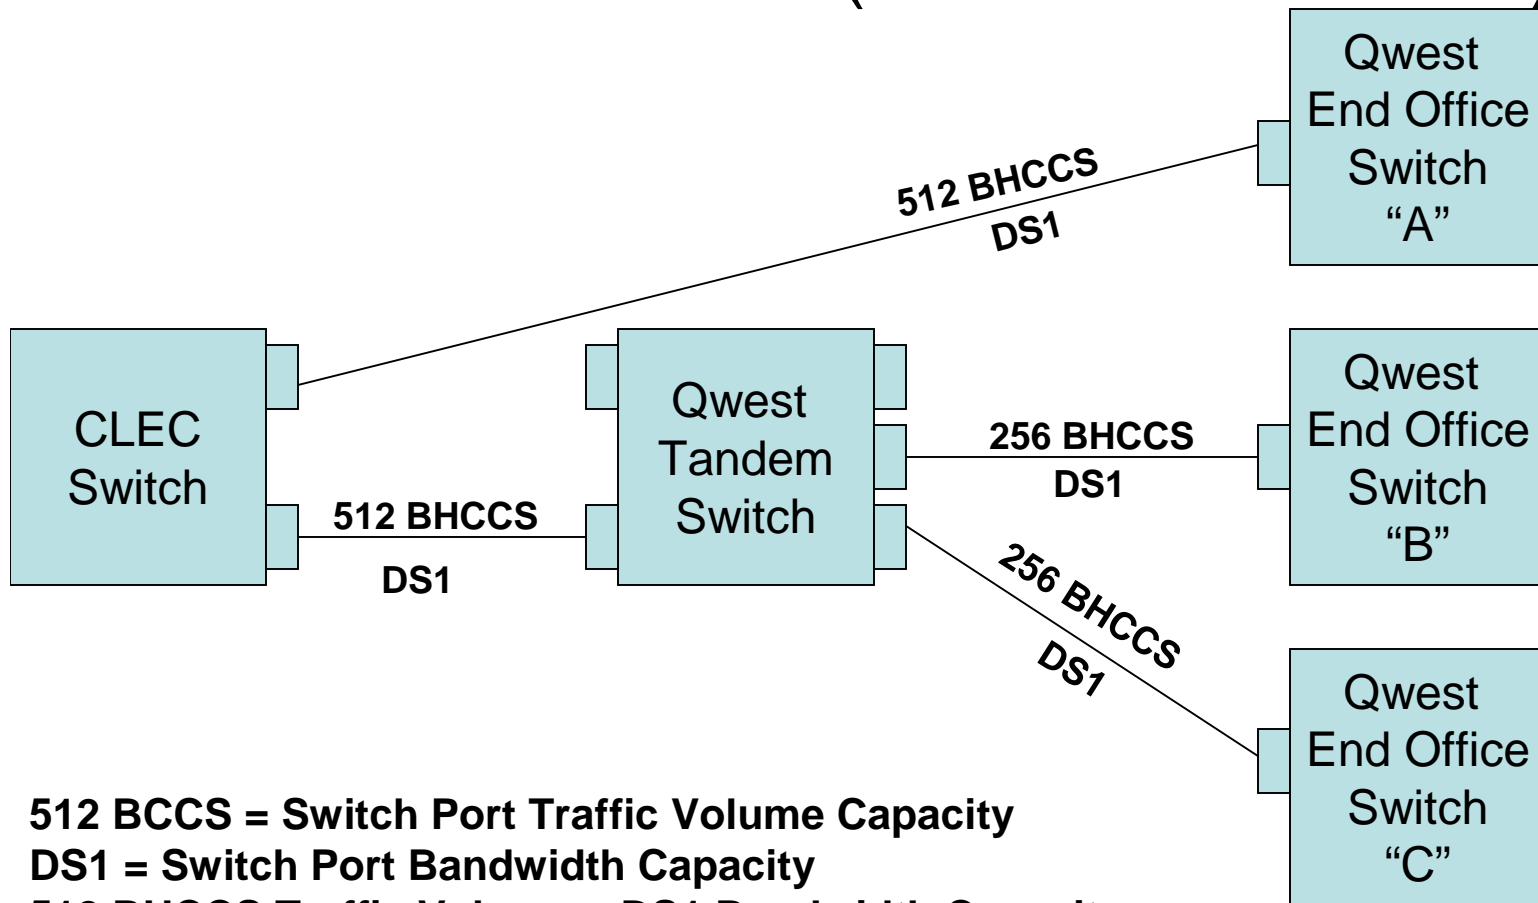 Qwest
End Office
Switch
“A”
512 BHCCS
DS1
CLEC
Switch
512 BHCCS
DS1
Qwest
Tandem
Switch
256 BHCCS
DS1
Qwest
End Office
Switch
“B”
256 BHCCS
DS1
Qwest
End Office
Switch
“C”
512 BCCS = Switch Port Traffic Volume Capacity
DS1 = Switch Port Bandwidth Capacity